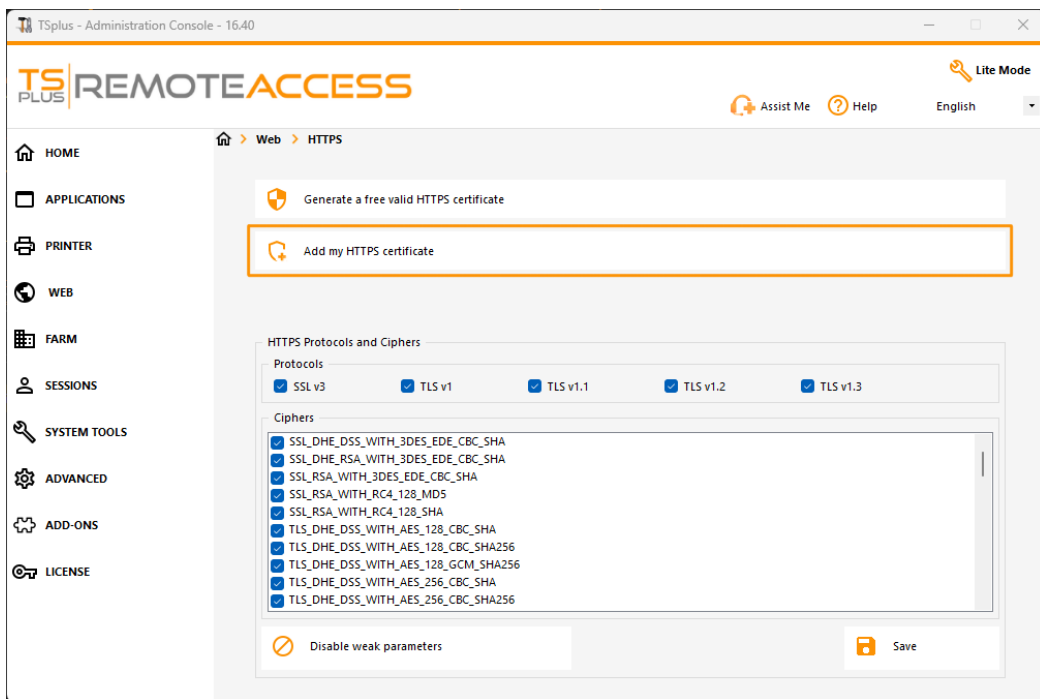 TSplus - Administration Console - 16.40
TS PLUS REMOTEACCESS
Lite Mode
Assist Me
Help
English
Web > HTTPS
HOME
APPLICATIONS
PRINTER
WEB
FARM
SESSIONS
SYSTEM TOOLS
ADVANCED
ADD-ONS
LICENSE
Generate a free valid HTTPS certificate
Add my HTTPS certificate
HTTPS Protocols and Ciphers
Protocols
SSL v3
TLS v1
TLS v1.1
TLS v1.2
TLS v1.3
Ciphers
SSL_DHE_DSS_WITH_3DES_EDE_CBC_SHA
SSL_DHE_RSA_WITH_3DES_EDE_CBC_SHA
SSL_RSA_WITH_3DES_EDE_CBC_SHA
SSL_RSA_WITH_RC4_128_MD5
SSL_RSA_WITH_RC4_128_SHA
TLS_DHE_DSS_WITH_AES_128_CBC_SHA
TLS_DHE_DSS_WITH_AES_128_CBC_SHA256
TLS_DHE_DSS_WITH_AES_128_GCM_SHA256
TLS_DHE_DSS_WITH_AES_256_CBC_SHA
TLS_DHE_DSS_WITH_AES_256_CBC_SHA256
Disable weak parameters
Save